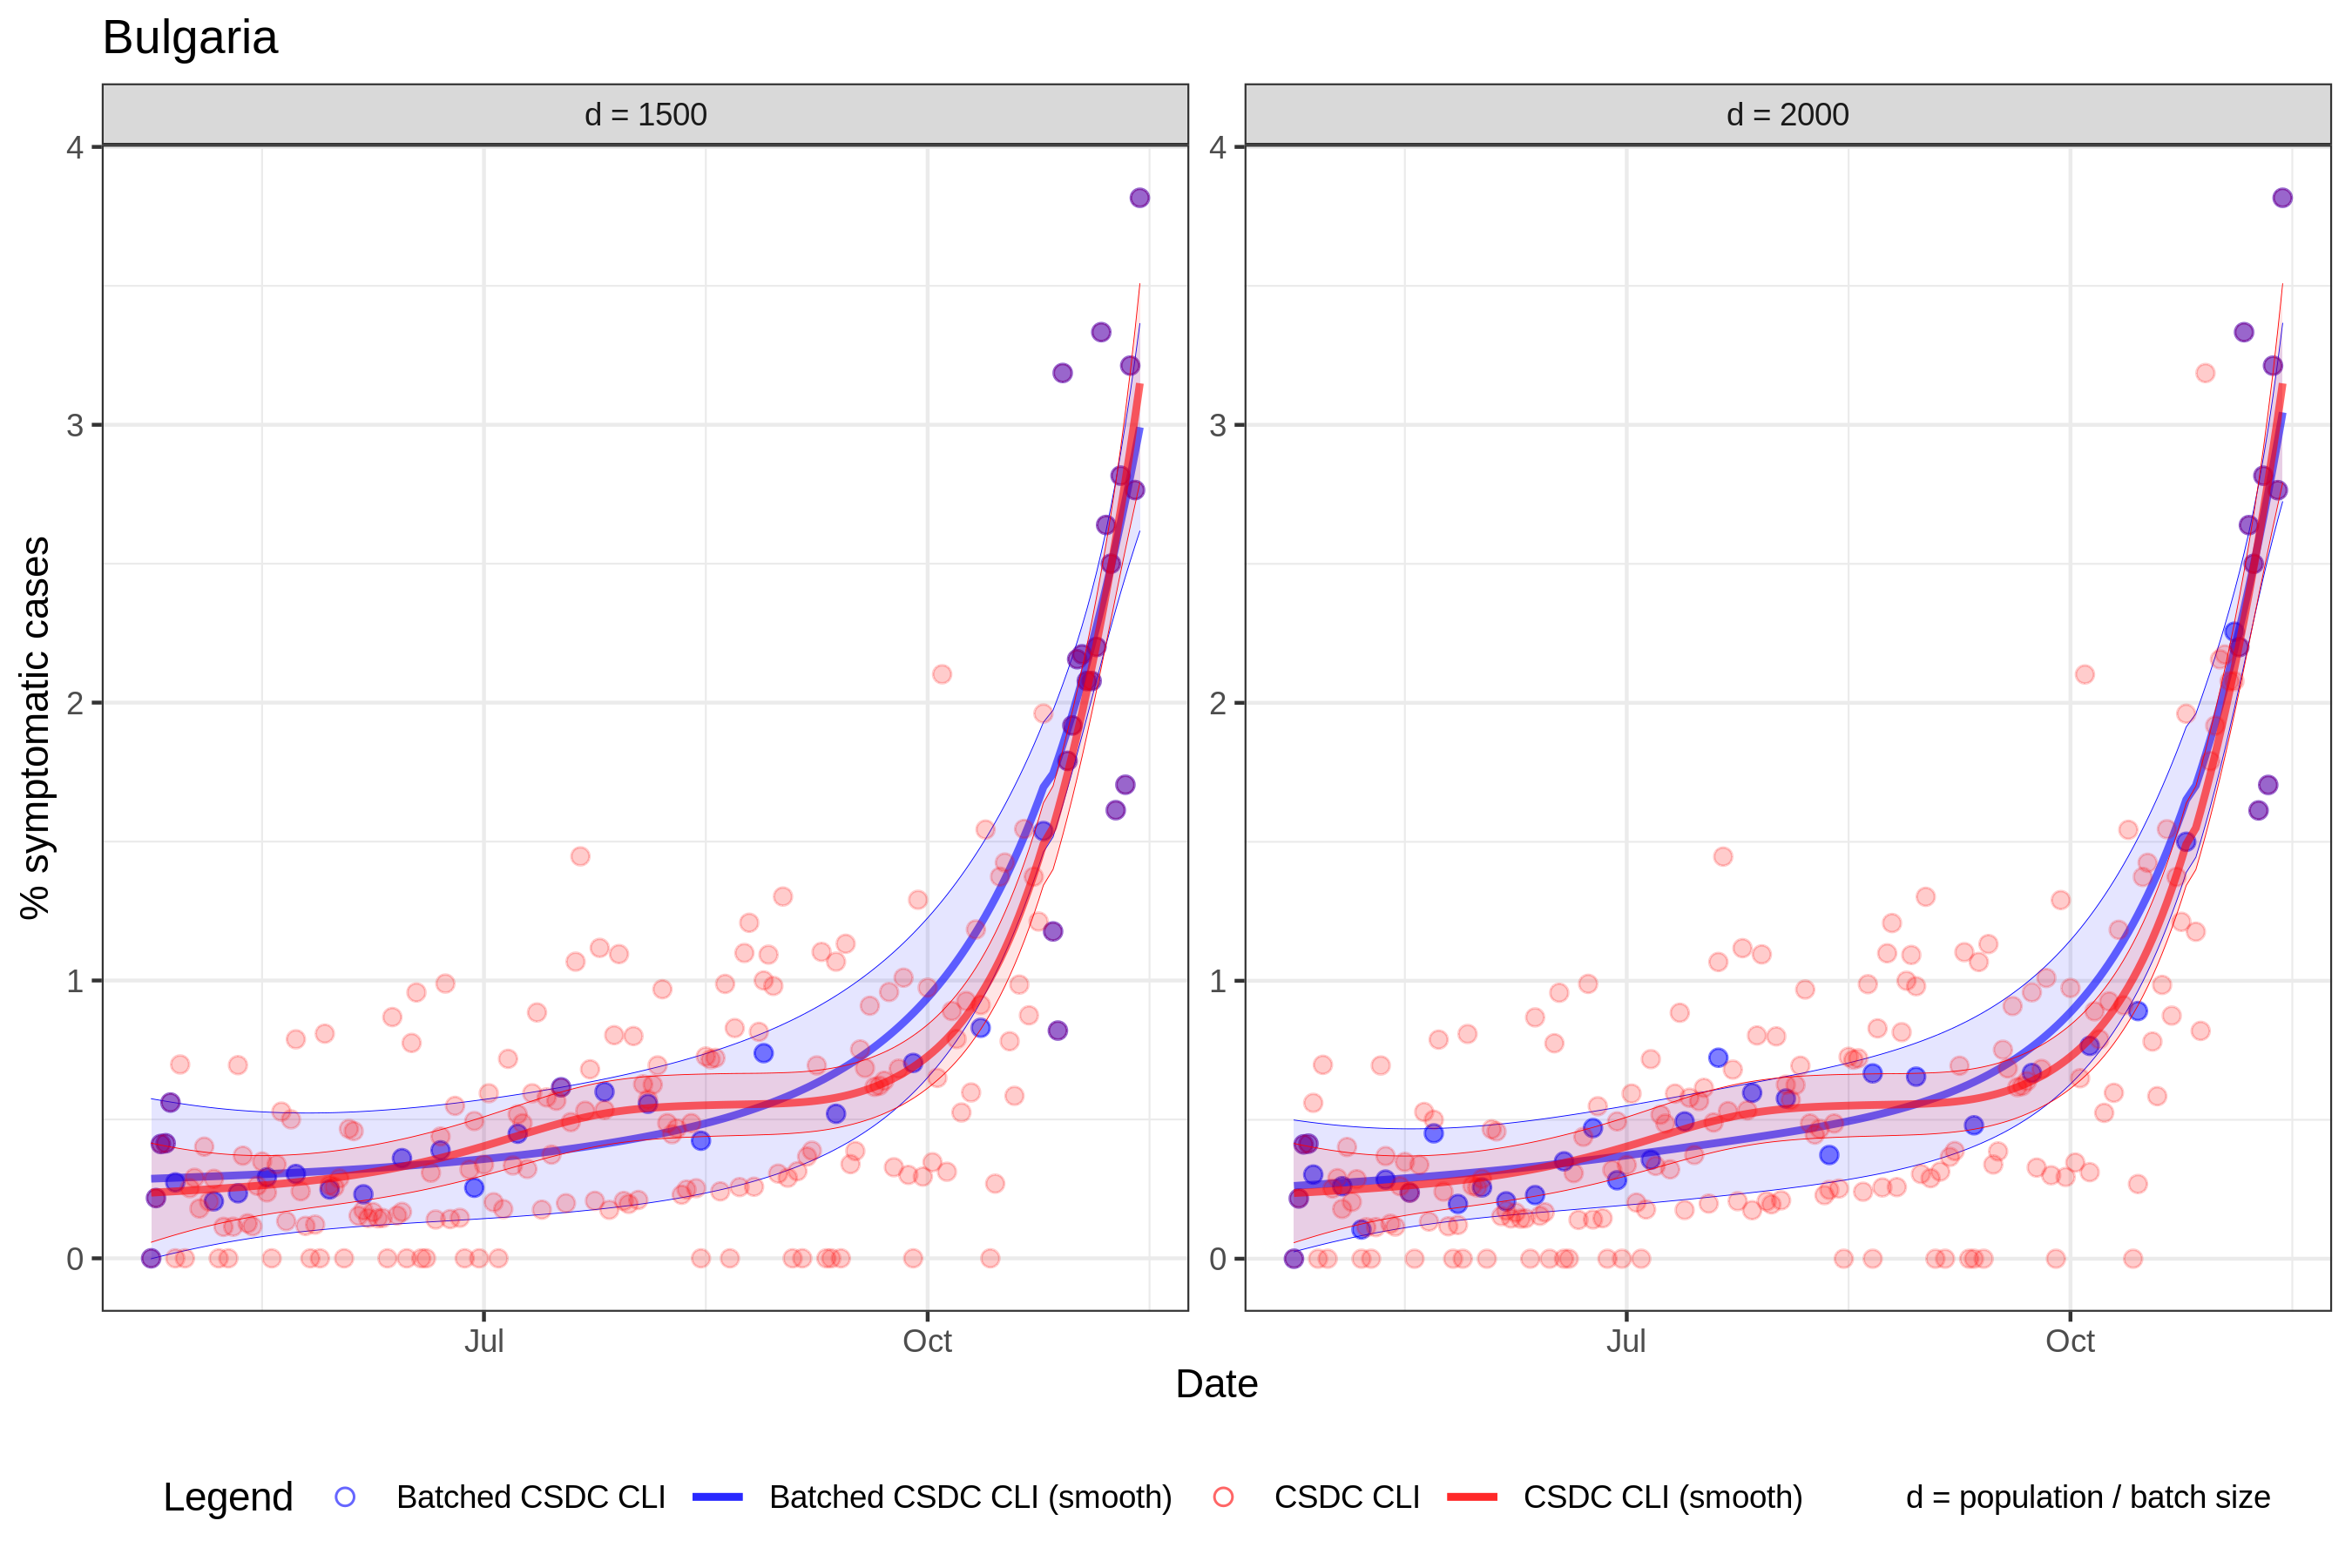 Bulgaria
d = 1500
d = 2000
% symptomatic cases
4
3
2
1
0
4
3
2
1
0
Jul
Oct
Jul
Oct
Date
Legend
Batched CSDC CLI
Batched CSDC CLI (smooth)
CSDC CLI
CSDC CLI (smooth)
d = population / batch size